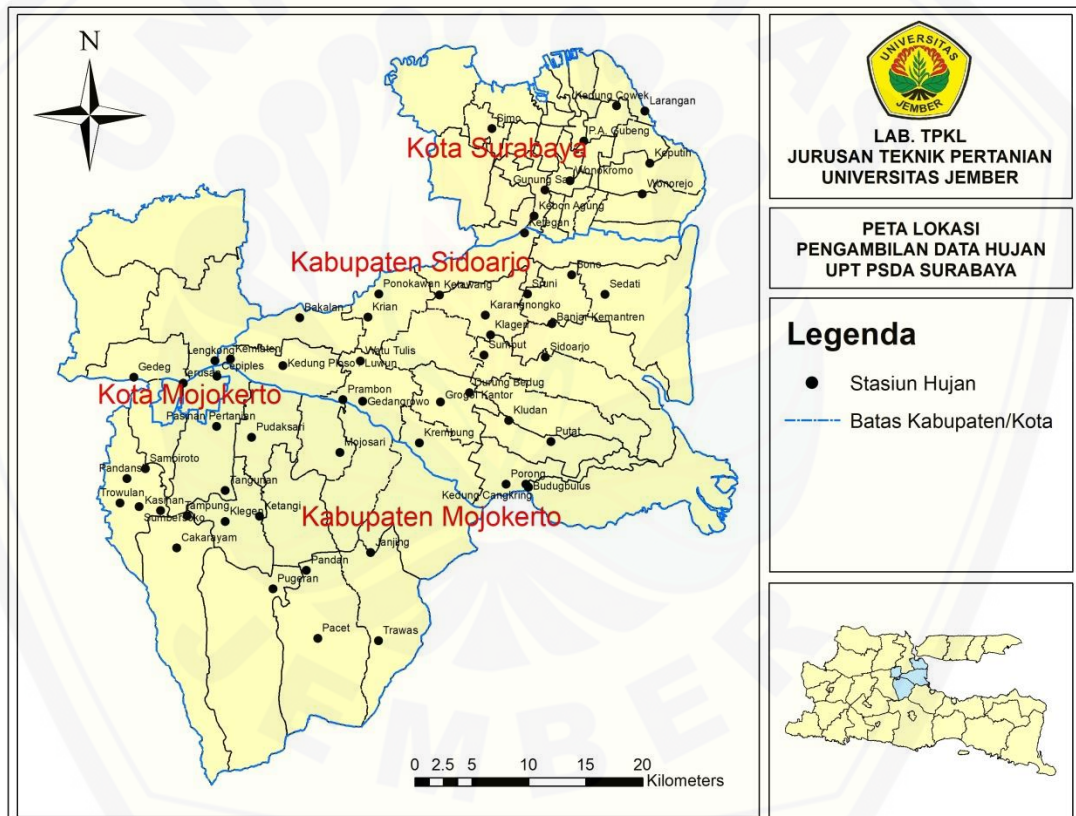 N
Kota Surabaya
Kabupaten Sidoarjo
Kota Mojokerto
Kabupaten Mojokerto
Kedung Cowek
Larangan
Simo
P.A. Gubeng
Keputih
Wonokromo
Gunung Sari
Wonorejo
Kebon Agung
Ketegan
Bono
Ponokawan
Ketawang
Sruni
Sedati
Bakalan
Krian
Karangnongko
Klagen
Banjar Kemantren
Sumput
Sidoarjo
Lengkong
Kemlaten
Watu Tulis
Gedeg
Terusan
Cepiples
Kedung Ploso / Luwun
Durung Bedug
Prambon
Gedangrowo
Grogol Kantor
Kludan
Pasinan Pertanian
Pudaksari
Mojosari
Krembung
Putat
Sambiroto
Pandansili
Tangunan
Porong
Kedung Cangkring
Budugbulus
Trowulan
Kasihan
Tampung
Klegen
Ketangi
Sumbersoko
Cakarayam
Janjing
Pandan
Pugeran
Pacet
Trawas
0 2.5 5 10 15 20
Kilometers
UNIVERSITAS
JEMBER
LAB. TPKL
JURUSAN TEKNIK PERTANIAN
UNIVERSITAS JEMBER
PETA LOKASI
PENGAMBILAN DATA HUJAN
UPT PSDA SURABAYA
Legenda
Stasiun Hujan
Batas Kabupaten/Kota